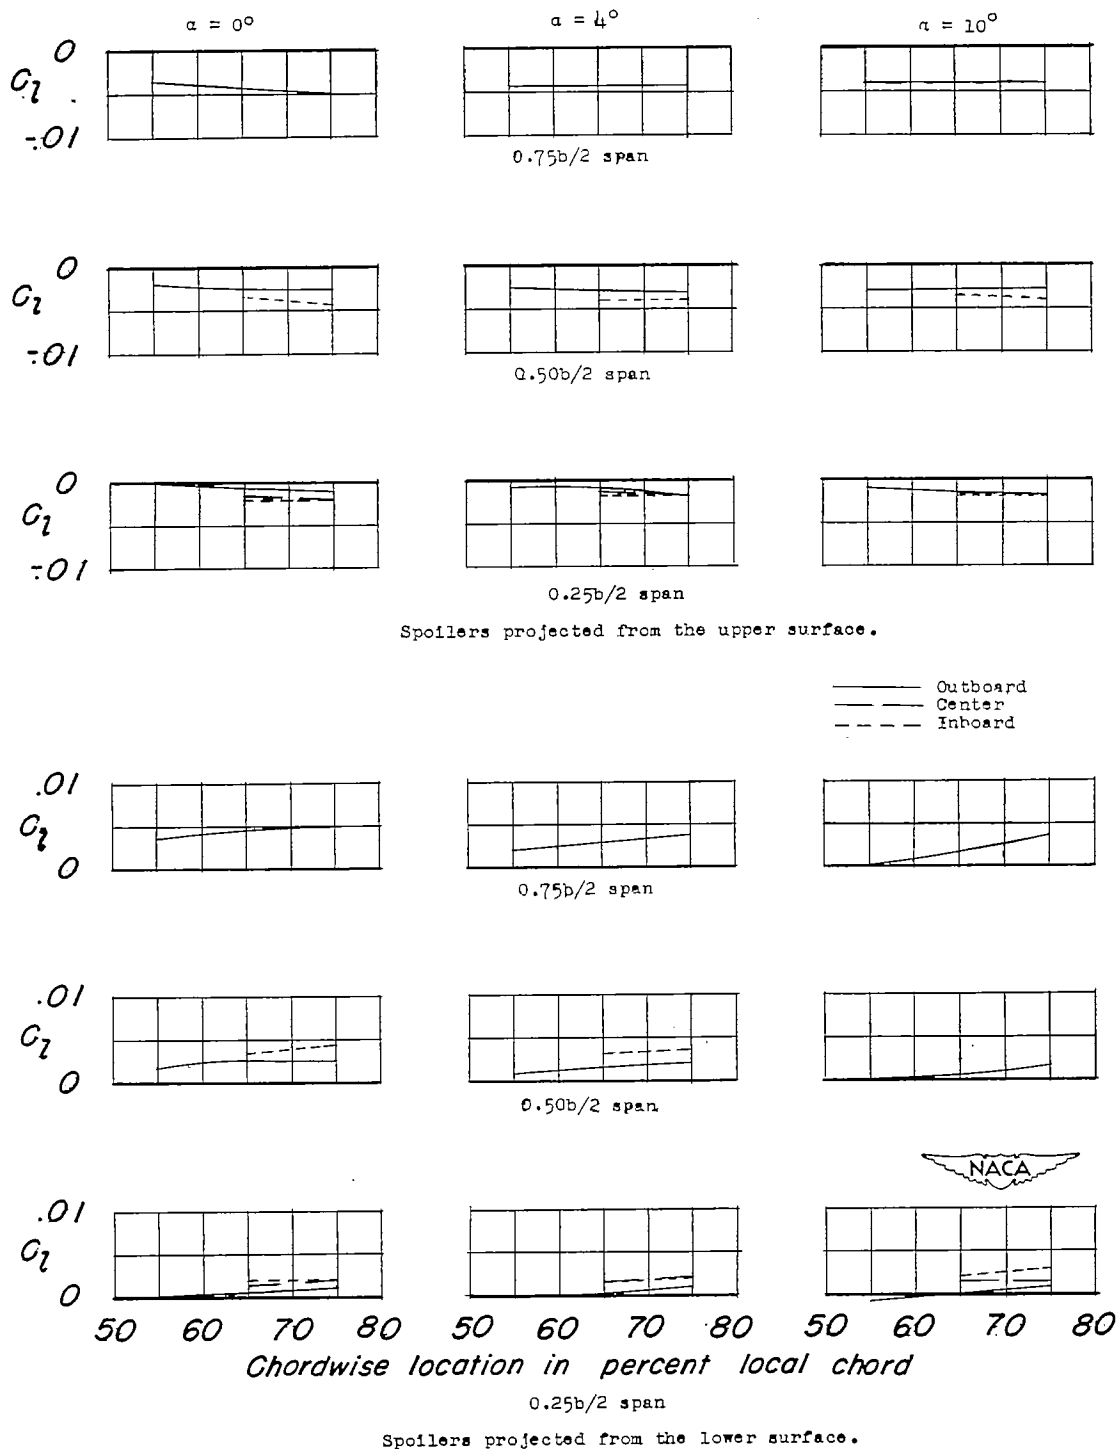 α = 0° α = 4° α = 10°
0
C_l
-.01
0.75b/2 span
0
C_l
-.01
0.50b/2 span
0
C_l
-.01
0.25b/2 span
Spoilers projected from the upper surface.
Outboard
Center
Inboard
.01
C_l
0
0.75b/2 span
.01
C_l
0
0.50b/2 span
NACA
.01
C_l
0
50 60 70 80 50 60 70 80 50 60 70 80
Chordwise location in percent local chord
0.25b/2 span
Spoilers projected from the lower surface.